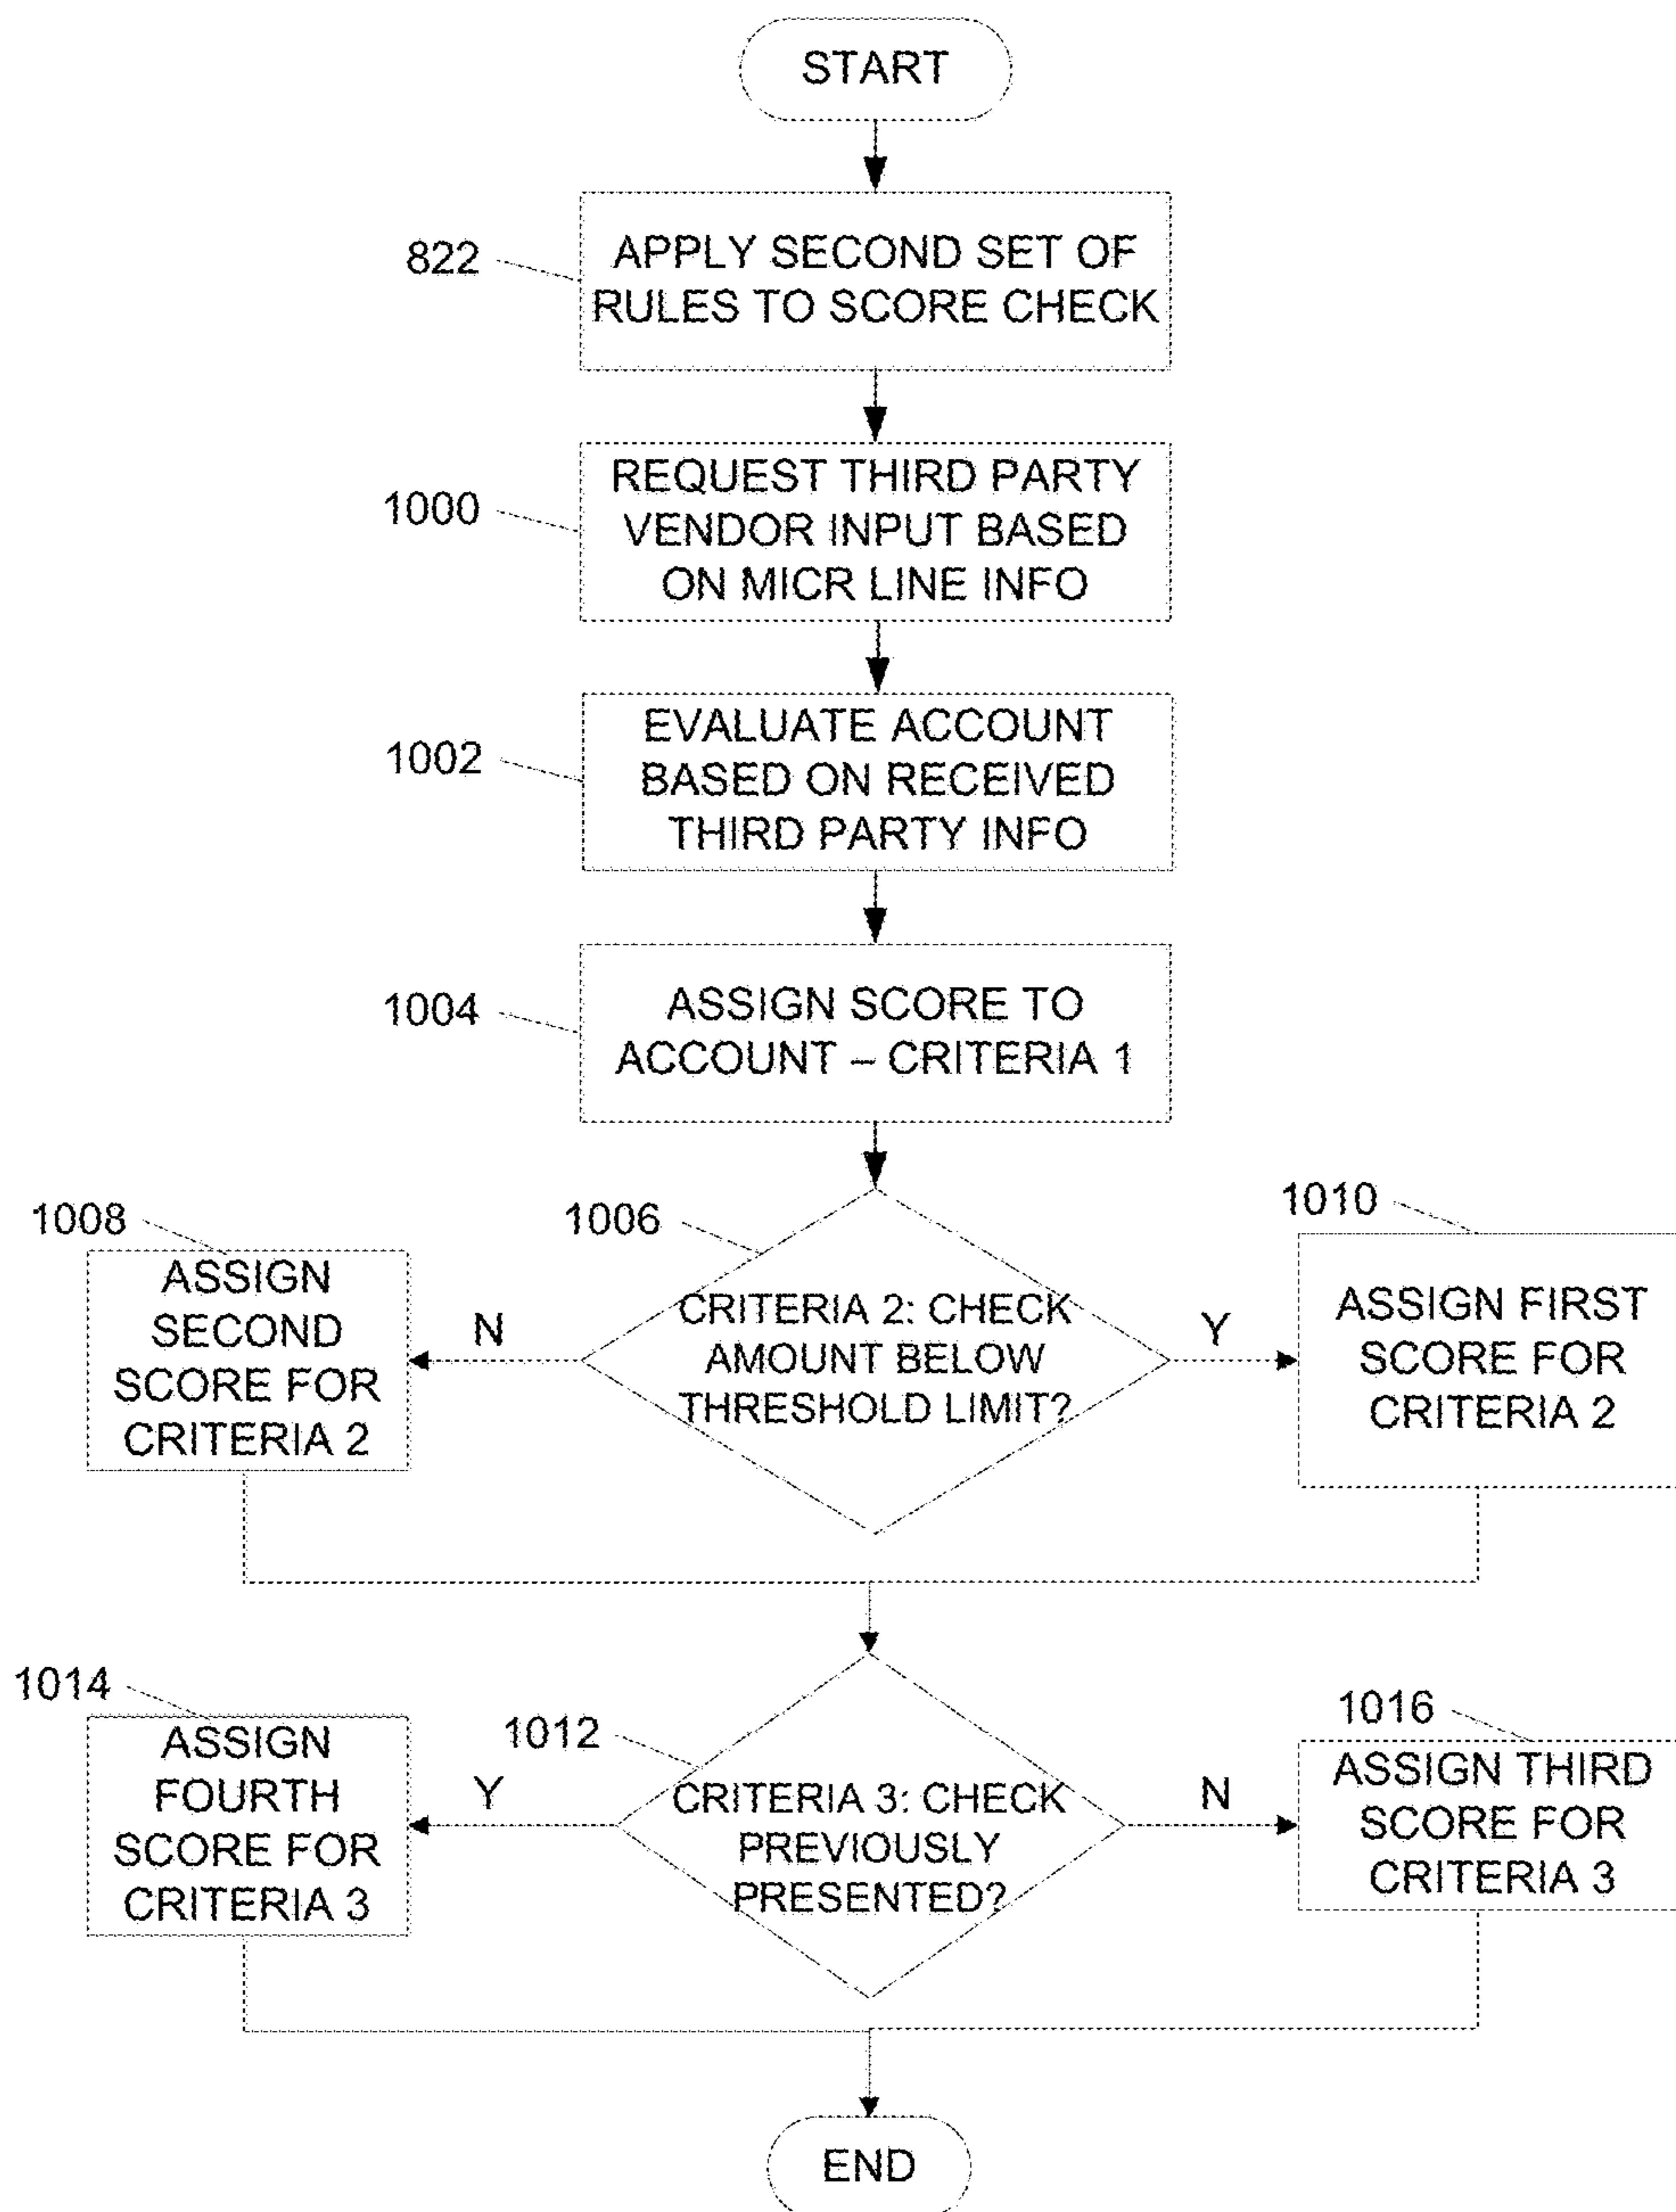 START
822
APPLY SECOND SET OF
RULES TO SCORE CHECK
1000
REQUEST THIRD PARTY
VENDOR INPUT BASED
ON MICR LINE INFO
1002
EVALUATE ACCOUNT
BASED ON RECEIVED
THIRD PARTY INFO
1004
ASSIGN SCORE TO
ACCOUNT – CRITERIA 1
1008
ASSIGN
SECOND
SCORE FOR
CRITERIA 2
N
1006
CRITERIA 2: CHECK
AMOUNT BELOW
THRESHOLD LIMIT?
Y
1010
ASSIGN FIRST
SCORE FOR
CRITERIA 2
1014
ASSIGN
FOURTH
SCORE FOR
CRITERIA 3
Y
1012
CRITERIA 3: CHECK
PREVIOUSLY
PRESENTED?
N
1016
ASSIGN THIRD
SCORE FOR
CRITERIA 3
END